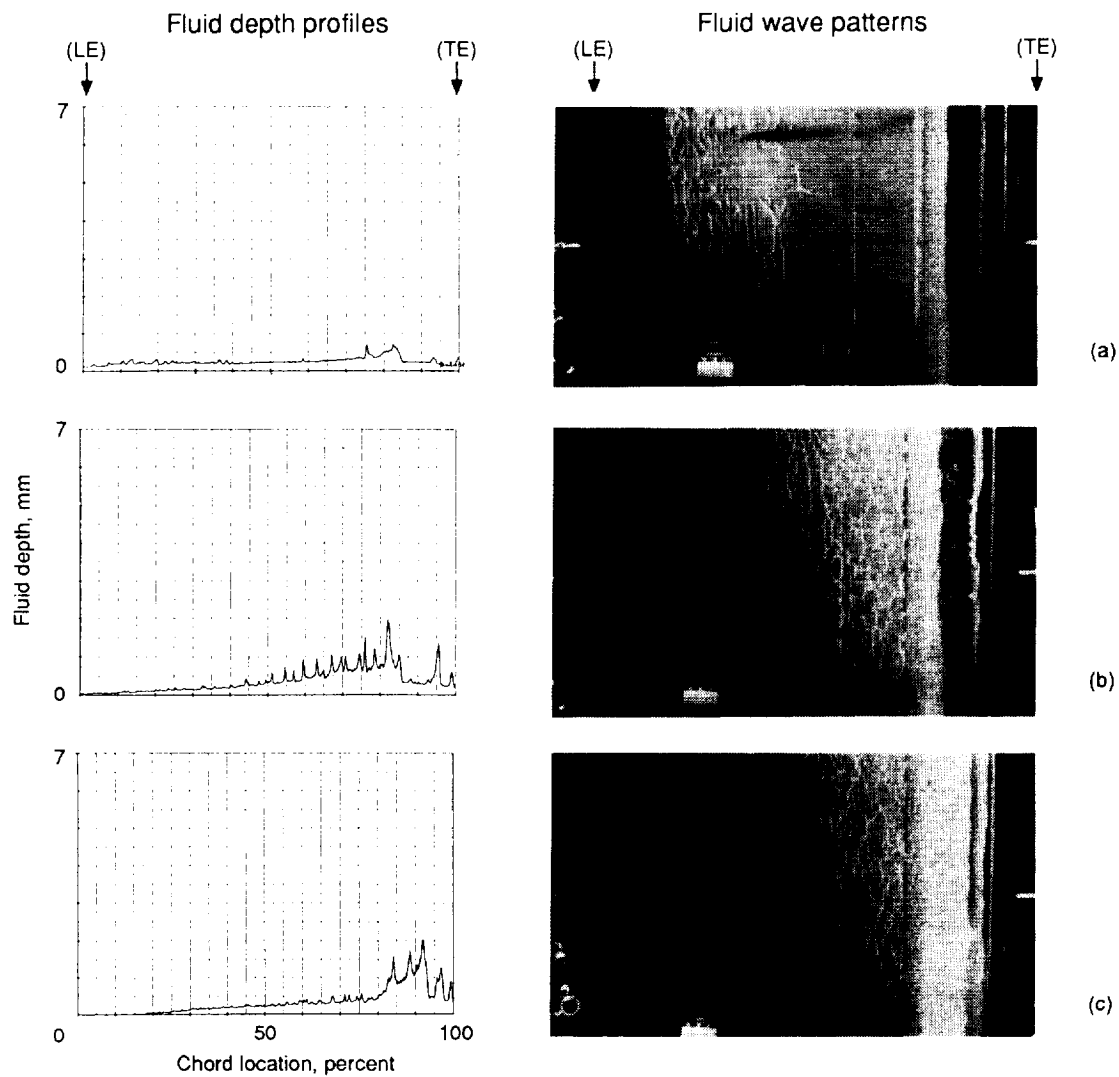 Fluid depth profiles
Fluid wave patterns
(LE)
(TE)
(LE)
(TE)
7
0
(a)
7
Fluid depth, mm
0
(b)
7
0
50
100
Chord location, percent
(c)